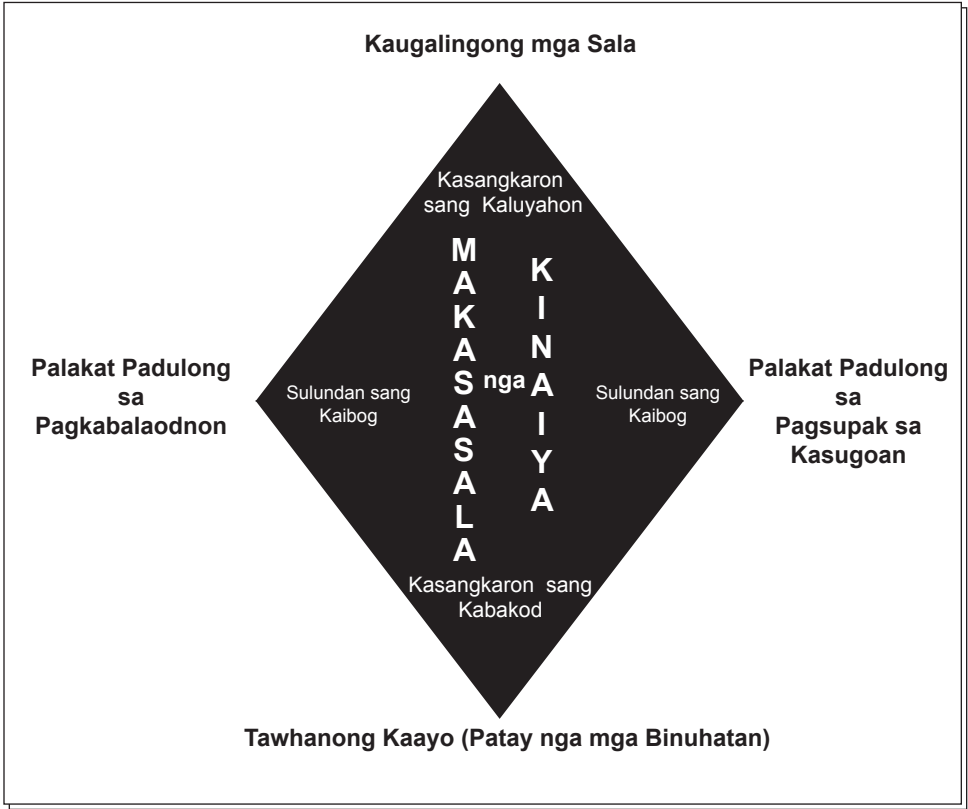 Kaugalingong mga Sala
Kasangkaron
sang Kaluyahon
MAKASASALA
nga
KINAIYA
Palakat Padulong
sa
Pagkabalaodnon
Sulundan sang
Kaibog
Sulundan sang
Kaibog
Palakat Padulong
sa
Pagsupak sa
Kasugoan
Kasangkaron sang
Kabakod
Tawhanong Kaayo (Patay nga mga Binuhatan)